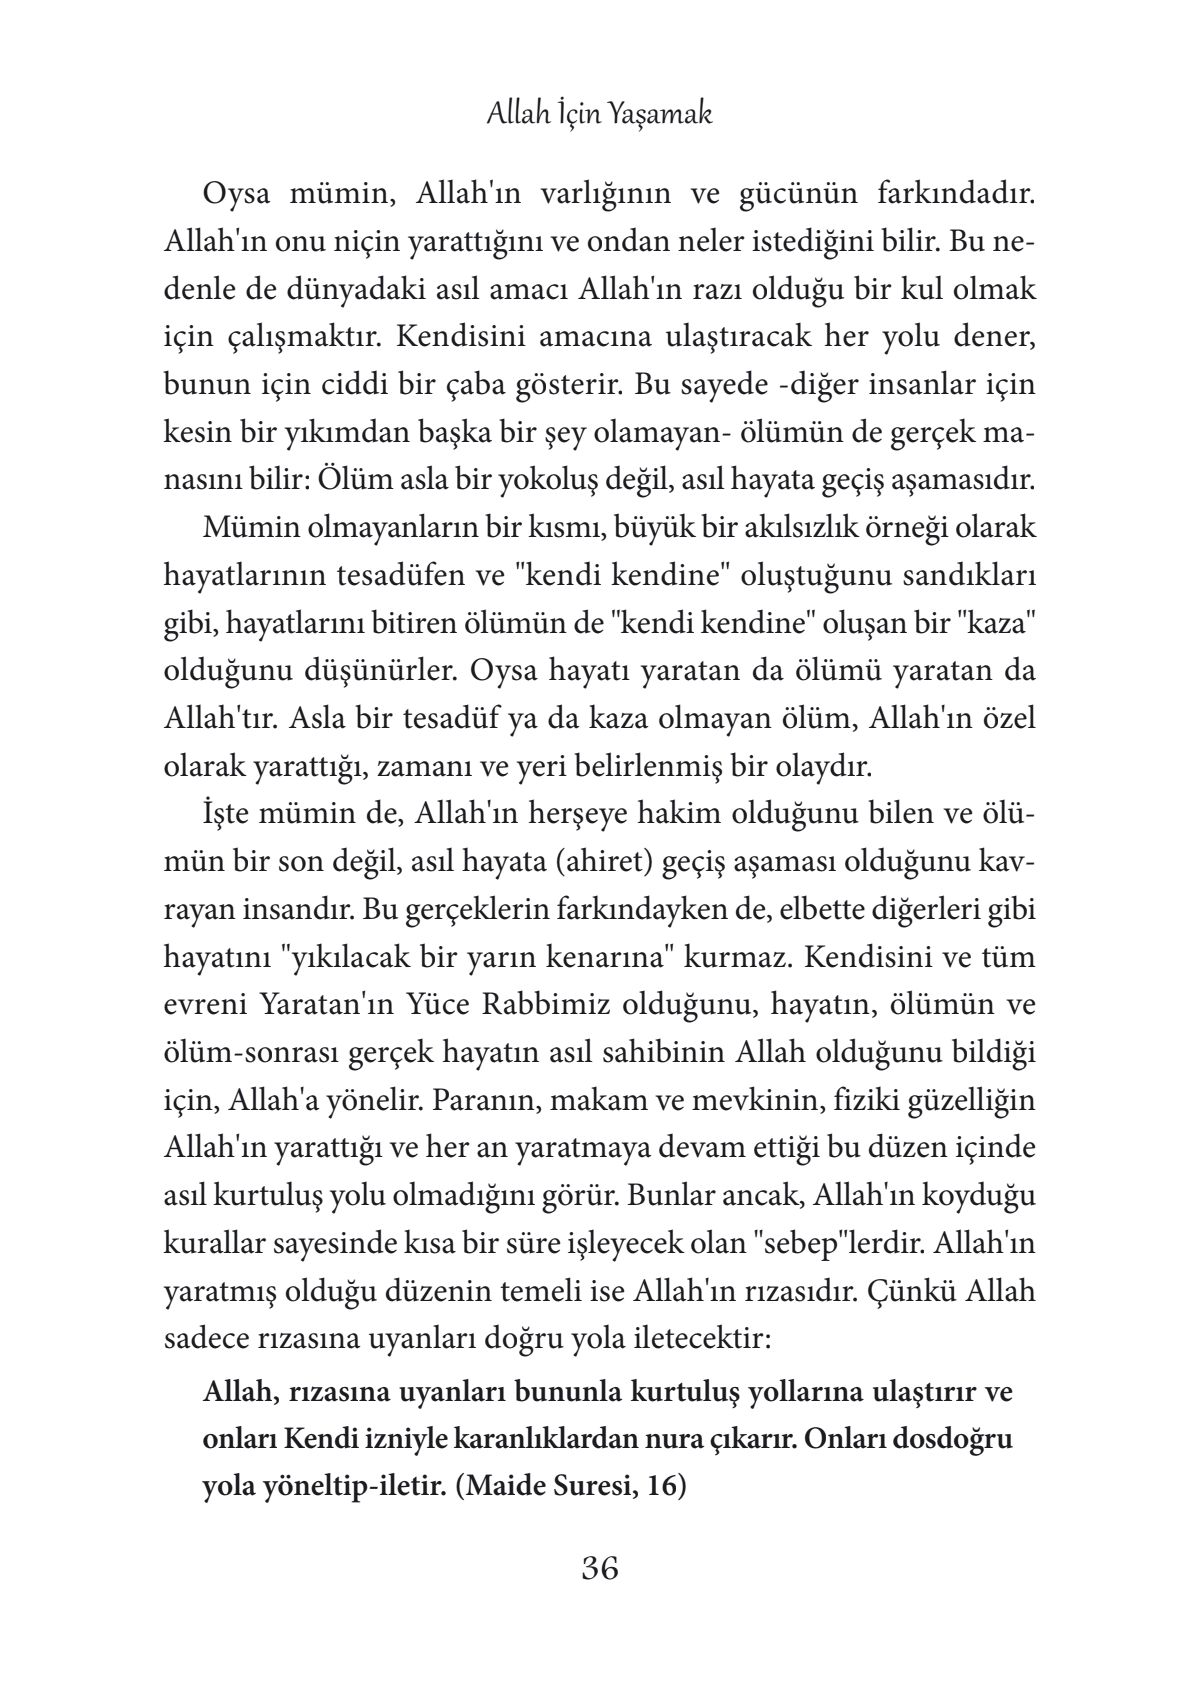 Allah İçin Yaşamak
Oysa mümin, Allah'ın varlığının ve gücünün farkındadır.
Allah'ın onu niçin yarattığını ve ondan neler istediğini bilir. Bu ne-
denle de dünyadaki asıl amacı Allah'ın razı olduğu bir kul olmak
için çalışmaktır. Kendisini amacına ulaştıracak her yolu dener,
bunun için ciddi bir çaba gösterir. Bu sayede -diğer insanlar için
kesin bir yıkımdan başka bir şey olamayan- ölümün de gerçek ma-
nasını bilir: Ölüm asla bir yokoluş değil, asıl hayata geçiş aşamasıdır.
Mümin olmayanların bir kısmı, büyük bir akılsızlık örneği olarak
hayatlarının tesadüfen ve "kendi kendine" oluştuğunu sandıkları
gibi, hayatlarını bitiren ölümün de "kendi kendine" oluşan bir "kaza"
olduğunu düşünürler. Oysa hayatı yaratan da ölümü yaratan da
Allah'tır. Asla bir tesadüf ya da kaza olmayan ölüm, Allah'ın özel
olarak yarattığı, zamanı ve yeri belirlenmiş bir olaydır.
İşte mümin de, Allah'ın herşeye hakim olduğunu bilen ve ölü-
mün bir son değil, asıl hayata (ahiret) geçiş aşaması olduğunu kav-
rayan insandır. Bu gerçeklerin farkındayken de, elbette diğerleri gibi
hayatını "yıkılacak bir yarın kenarına" kurmaz. Kendisini ve tüm
evreni Yaratan'ın Yüce Rabbimiz olduğunu, hayatın, ölümün ve
ölüm-sonrası gerçek hayatın asıl sahibinin Allah olduğunu bildiği
için, Allah'a yönelir. Paranın, makam ve mevkinin, fiziki güzelliğin
Allah'ın yarattığı ve her an yaratmaya devam ettiği bu düzen içinde
asıl kurtuluş yolu olmadığını görür. Bunlar ancak, Allah'ın koyduğu
kurallar sayesinde kısa bir süre işleyecek olan "sebep"lerdir. Allah'ın
yaratmış olduğu düzenin temeli ise Allah'ın rızasıdır. Çünkü Allah
sadece rızasına uyanları doğru yola iletecektir:
Allah, rızasına uyanları bununla kurtuluş yollarına ulaştırır ve
onları Kendi izniyle karanlıklardan nura çıkarır. Onları dosdoğru
yola yöneltip-iletir. (Maide Suresi, 16)
36